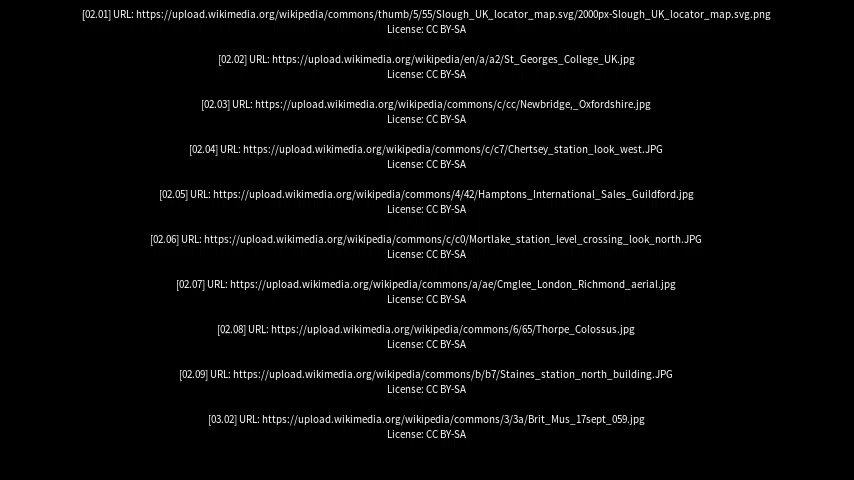 [02.01] URL: https://upload.wikimedia.org/wikipedia/commons/thumb/5/55/Slough_UK_locator_map.svg/2000px-Slough_UK_locator_map.svg.png
License: CC BY-SA
[02.02] URL: https://upload.wikimedia.org/wikipedia/en/a/a2/St_Georges_College_UK.jpg
License: CC BY-SA
[02.03] URL: https://upload.wikimedia.org/wikipedia/commons/c/cc/Newbridge,_Oxfordshire.jpg
License: CC BY-SA
[02.04] URL: https://upload.wikimedia.org/wikipedia/commons/c/c7/Chertsey_station_look_west.JPG
License: CC BY-SA
[02.05] URL: https://upload.wikimedia.org/wikipedia/commons/4/42/Hamptons_International_Sales_Guildford.jpg
License: CC BY-SA
[02.06] URL: https://upload.wikimedia.org/wikipedia/commons/c/c0/Mortlake_station_level_crossing_look_north.JPG
License: CC BY-SA
[02.07] URL: https://upload.wikimedia.org/wikipedia/commons/a/ae/Cmglee_London_Richmond_aerial.jpg
License: CC BY-SA
[02.08] URL: https://upload.wikimedia.org/wikipedia/commons/6/65/Thorpe_Colossus.jpg
License: CC BY-SA
[02.09] URL: https://upload.wikimedia.org/wikipedia/commons/b/b7/Staines_station_north_building.JPG
License: CC BY-SA
[03.02] URL: https://upload.wikimedia.org/wikipedia/commons/3/3a/Brit_Mus_17sept_059.jpg
License: CC BY-SA